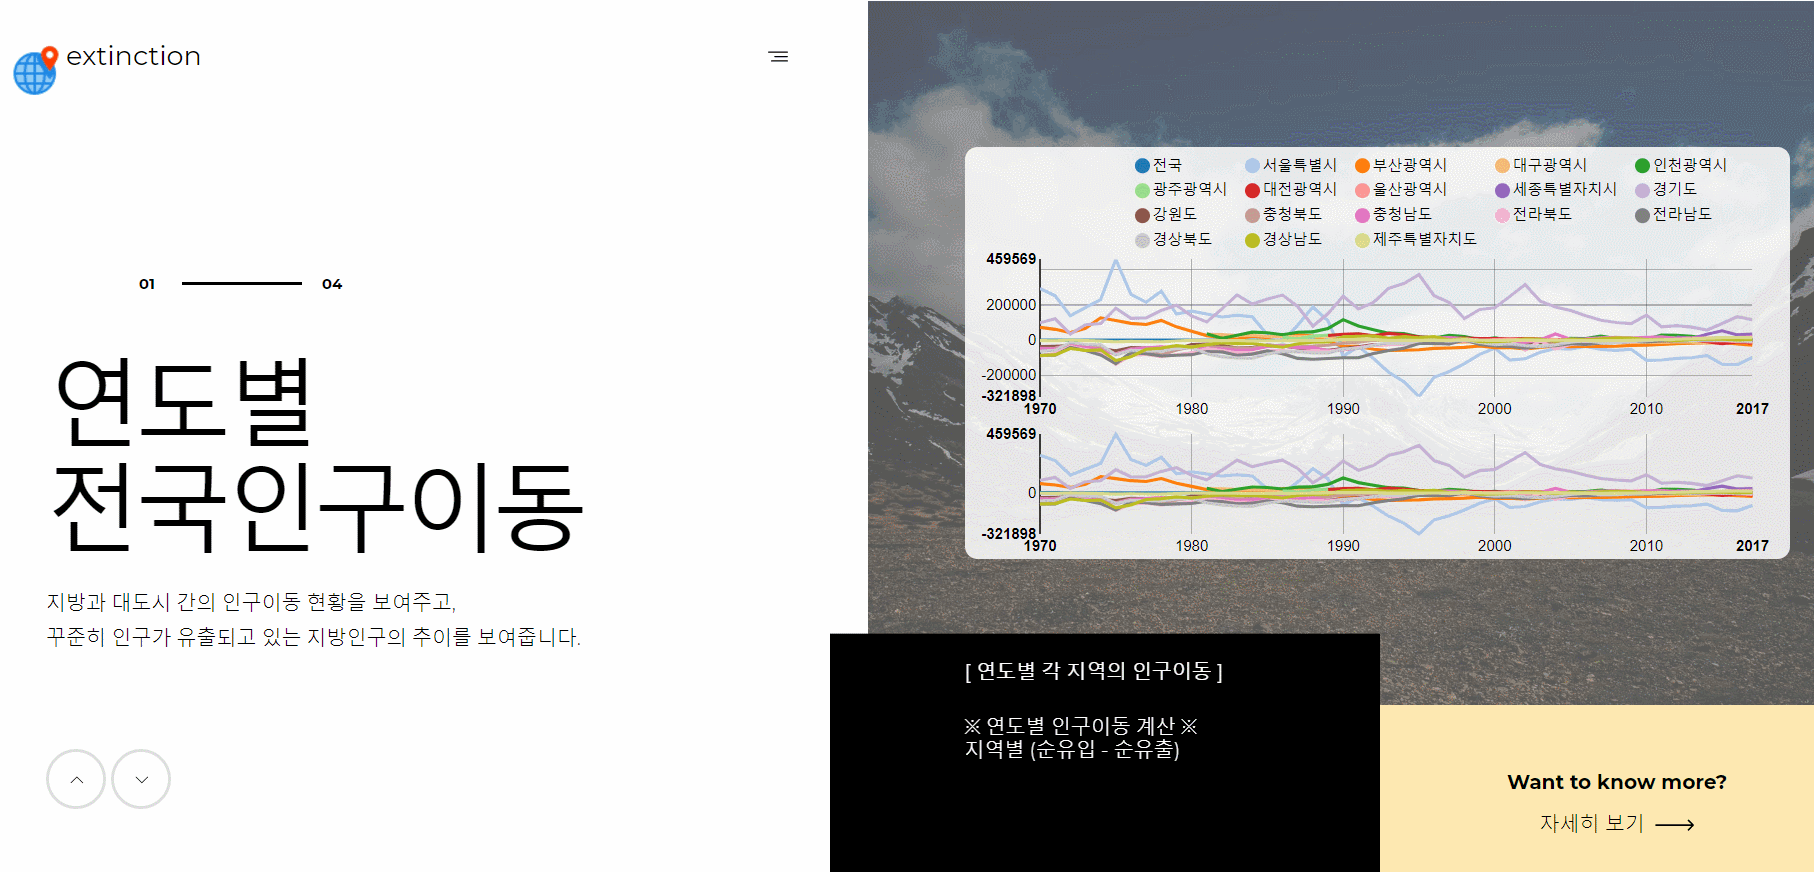 extinction
01
04
연도별
전국인구이동
지방과 대도시 간의 인구이동 현황을 보여주고,
꾸준히 인구가 유출되고 있는 지방인구의 추이를 보여줍니다.
전국 서울특별시 부산광역시 대구광역시 인천광역시
광주광역시 대전광역시 울산광역시 세종특별자치시 경기도
강원도 충청북도 충청남도 전라북도 전라남도
경상북도 경상남도 제주특별자치도
459569
200000
0
-200000
-321898
1970 1980 1990 2000 2010 2017
459569
0
-321898
1970 1980 1990 2000 2010 2017
[ 연도별 각 지역의 인구이동 ]
※ 연도별 인구이동 계산 ※
지역별 (순유입 - 순유출)
Want to know more?
자세히 보기